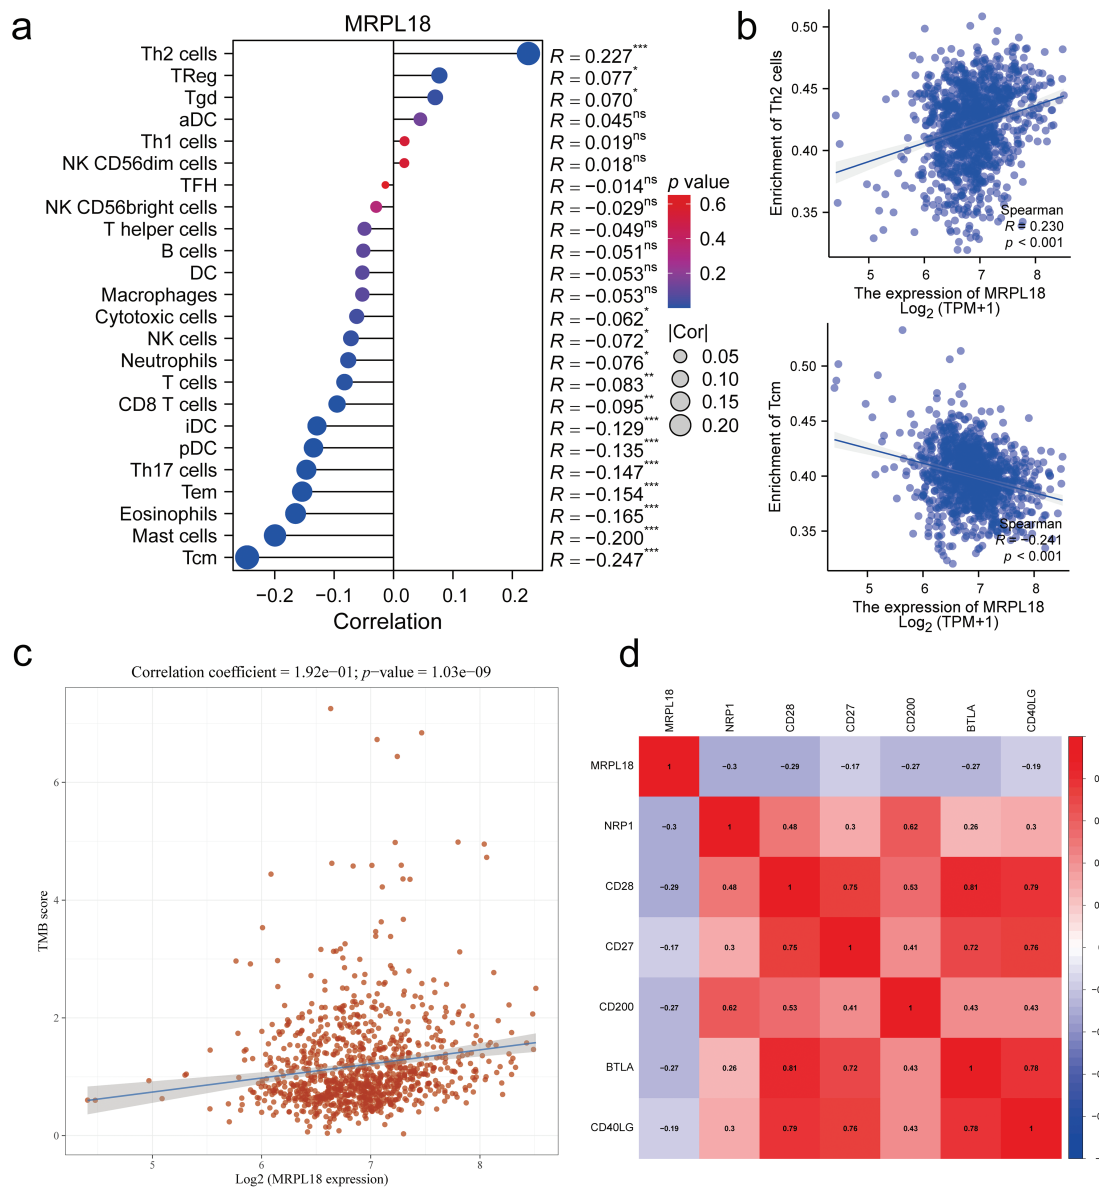 a
MRPL18
Th2 cells R = 0.227***
TReg R = 0.077*
Tgd R = 0.070*
aDC R = 0.045ns
Th1 cells R = 0.019ns
NK CD56dim cells R = 0.018ns
TFH R = −0.014ns
NK CD56bright cells R = −0.029ns
T helper cells R = −0.049ns
B cells R = −0.051ns
DC R = −0.053ns
Macrophages R = −0.053ns
Cytotoxic cells R = −0.062*
NK cells R = −0.072*
Neutrophils R = −0.076*
T cells R = −0.083**
CD8 T cells R = −0.095**
iDC R = −0.129***
pDC R = −0.135***
Th17 cells R = −0.147***
Tem R = −0.154***
Eosinophils R = −0.165***
Mast cells R = −0.200***
Tcm R = −0.247***
−0.2 −0.1 0.0 0.1 0.2
Correlation
p value
0.6
0.4
0.2
|Cor|
0.05
0.10
0.15
0.20
b
Enrichment of Th2 cells
0.50
0.45
0.40
0.35
Spearman
R = 0.230
p < 0.001
5 6 7 8
The expression of MRPL18
Log2 (TPM+1)
Enrichment of Tcm
0.50
0.45
0.40
0.35
Spearman
R = −0.241
p < 0.001
5 6 7 8
The expression of MRPL18
Log2 (TPM+1)
c
Correlation coefficient = 1.92e−01; p−value = 1.03e−09
TMB score
6
4
2
0
5 6 7 8
Log2 (MRPL18 expression)
d
MRPL18 NRP1 CD28 CD27 CD200 BTLA CD40LG
MRPL18 1 −0.3 −0.29 −0.17 −0.27 −0.27 −0.19
NRP1 −0.3 1 0.48 0.3 0.62 0.26 0.3
CD28 −0.29 0.48 1 0.75 0.53 0.81 0.79
CD27 −0.17 0.3 0.75 1 0.41 0.72 0.76
CD200 −0.27 0.62 0.53 0.41 1 0.43 0.43
BTLA −0.27 0.26 0.81 0.72 0.43 1 0.78
CD40LG −0.19 0.3 0.79 0.76 0.43 0.78 1